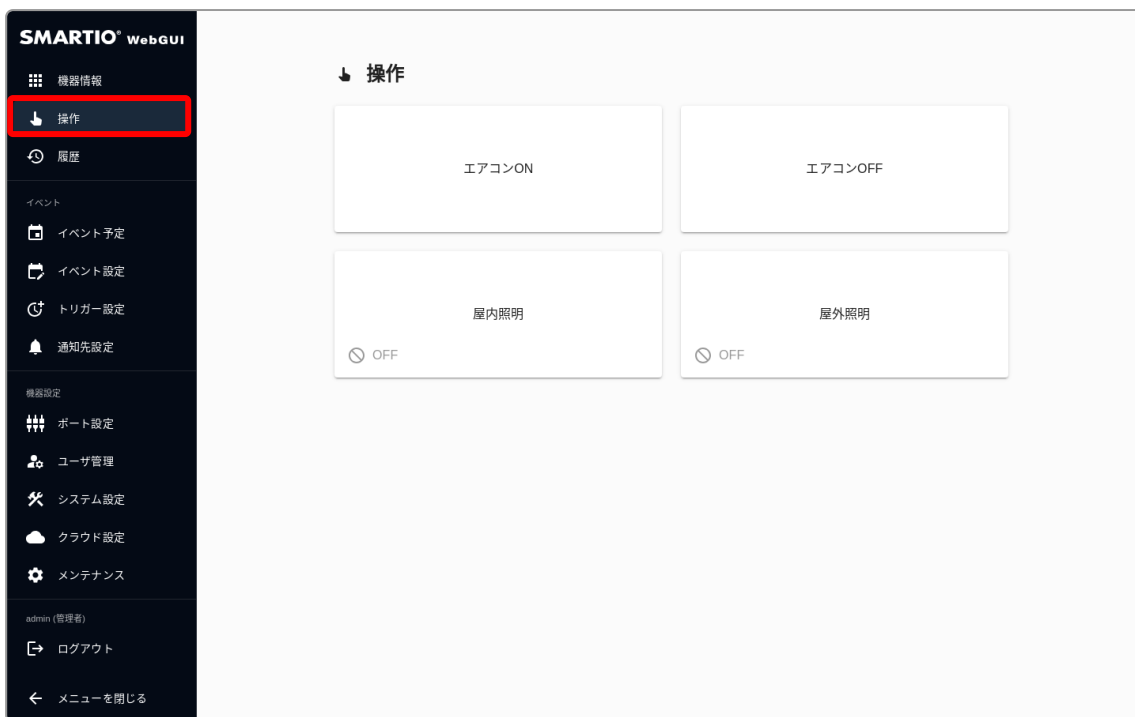 SMARTIO® WebGUI
機器情報
操作
履歴
イベント
イベント予定
イベント設定
トリガー設定
通知先設定
機器設定
ポート設定
ユーザ管理
システム設定
クラウド設定
メンテナンス
admin (管理者)
ログアウト
メニューを閉じる
操作
エアコンON
エアコンOFF
屋内照明
OFF
屋外照明
OFF